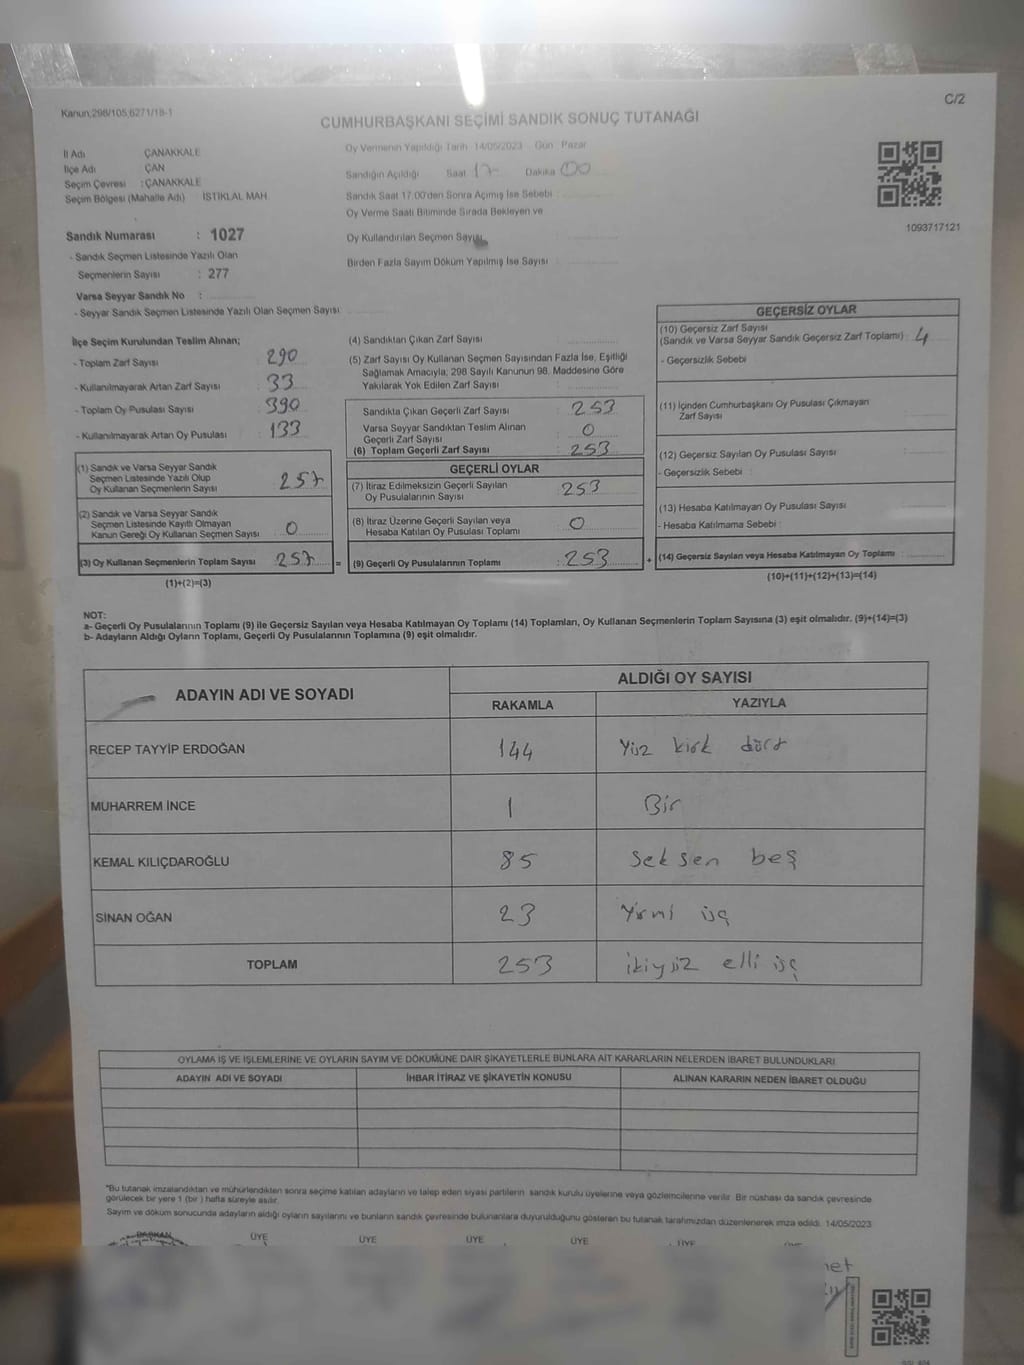 Kanun:298/105,6271/18-1
C/2
CUMHURBAŞKANI SEÇİMİ SANDIK SONUÇ TUTANAĞI
İl Adı ÇANAKKALE
İlçe Adı ÇAN
Seçim Çevresi : ÇANAKKALE
Seçim Bölgesi (Mahalle Adı) İSTİKLAL MAH.
Oy Vermenin Yapıldığı Tarih 14/05/2023 Gün Pazar
Sandığın Açıldığı Saat 17 Dakika 00
Sandık Saat 17.00'den Sonra Açımış İse Sebebi :
Oy Verme Saati Bitiminde Sırada Bekleyen ve
Oy Kullandırılan Seçmen Sayısı
Birden Fazla Sayım Döküm Yapılmış İse Sayısı :
1093717121
Sandık Numarası : 1027
- Sandık Seçmen Listesinde Yazılı Olan
Seçmenlerin Sayısı : 277
Varsa Seyyar Sandık No :
- Seyyar Sandık Seçmen Listesinde Yazılı Olan Seçmen Sayısı
İlçe Seçim Kurulundan Teslim Alınan;
- Toplam Zarf Sayısı : 290
- Kullanılmayarak Artan Zarf Sayısı : 33
- Toplam Oy Pusulası Sayısı : 390
- Kullanılmayarak Artan Oy Pusulası : 133
(1) Sandık ve Varsa Seyyar Sandık
Seçmen Listesinde Yazılı Olup
Oy Kullanan Seçmenlerin Sayısı : 257
(2) Sandık ve Varsa Seyyar Sandık
Seçmen Listesinde Kayıtlı Olmayan
Kanun Gereği Oy Kullanan Seçmen Sayısı : 0
(3) Oy Kullanan Seçmenlerin Toplam Sayısı : 257
(1)+(2)=(3)
(4) Sandıktan Çıkan Zarf Sayısı :
(5) Zarf Sayısı Oy Kullanan Seçmen Sayısından Fazla İse, Eşitliği
Sağlamak Amacıyla, 298 Sayılı Kanunun 98. Maddesine Göre
Yakılarak Yok Edilen Zarf Sayısı :
Sandıkta Çıkan Geçerli Zarf Sayısı : 253
Varsa Seyyar Sandıktan Teslim Alınan
Geçerli Zarf Sayısı : 0
(6) Toplam Geçerli Zarf Sayısı : 253
GEÇERLİ OYLAR
(7) İtiraz Edilmeksizin Geçerli Sayılan
Oy Pusulalarının Sayısı : 253
(8) İtiraz Üzerine Geçerli Sayılan veya
Hesaba Katılan Oy Pusulası Toplamı : 0
= (9) Geçerli Oy Pusulalarının Toplamı : 253 +
GEÇERSİZ OYLAR
(10) Geçersiz Zarf Sayısı
(Sandık ve Varsa Seyyar Sandık Geçersiz Zarf Toplamı) : 4
- Geçersizlik Sebebi
(11) İçinden Cumhurbaşkanı Oy Pusulası Çıkmayan
Zarf Sayısı
(12) Geçersiz Sayılan Oy Pusulası Sayısı :
- Geçersizlik Sebebi :
(13) Hesaba Katılmayan Oy Pusulası Sayısı :
- Hesaba Katılmama Sebebi :
(14) Geçersiz Sayılan veya Hesaba Katılmayan Oy Toplamı :
(10)+(11)+(12)+(13)=(14)
NOT:
a- Geçerli Oy Pusulalarının Toplamı (9) ile Geçersiz Sayılan veya Hesaba Katılmayan Oy Toplamı (14) Toplamları, Oy Kullanan Seçmenlerin Toplam Sayısına (3) eşit olmalıdır. (9)+(14)=(3)
b- Adayların Aldığı Oyların Toplamı, Geçerli Oy Pusulalarının Toplamına (9) eşit olmalıdır.
ADAYIN ADI VE SOYADI ALDIĞI OY SAYISI
RAKAMLA YAZIYLA
RECEP TAYYİP ERDOĞAN 144 Yüz kırk dört
MUHARREM İNCE 1 Bir
KEMAL KILIÇDAROĞLU 85 Seksen beş
SİNAN OĞAN 23 Yirmi üç
TOPLAM 253 ikiyüz elli üç
OYLAMA İŞ VE İŞLEMLERİNE VE OYLARIN SAYIM VE DÖKÜMÜNE DAİR ŞİKAYETLERLE BUNLARA AİT KARARLARIN NELERDEN İBARET BULUNDUKLARI
ADAYIN ADI VE SOYADI İHBAR İTİRAZ VE ŞİKAYETİN KONUSU ALINAN KARARIN NEDEN İBARET OLDUĞU
*Bu tutanak imzalandıktan ve mühürlendikten sonra seçime katılan adayların ve talep eden siyasi partilerin sandık kurulu üyelerine veya gözlemcilerine verilir. Bir nüshası da sandık çevresinde
görülecek bir yere 1 (bir ) hafta süreyle asılır.
Sayım ve döküm sonucunda adayların aldığı oyların sayılarını ve bunların sandık çevresinde bulunanlara duyurulduğunu gösteren bu tutanak tarafımızdan düzenlenerek imza edildi. 14/05/2023
BAŞKAN ÜYE ÜYE ÜYE ÜYE ÜYE